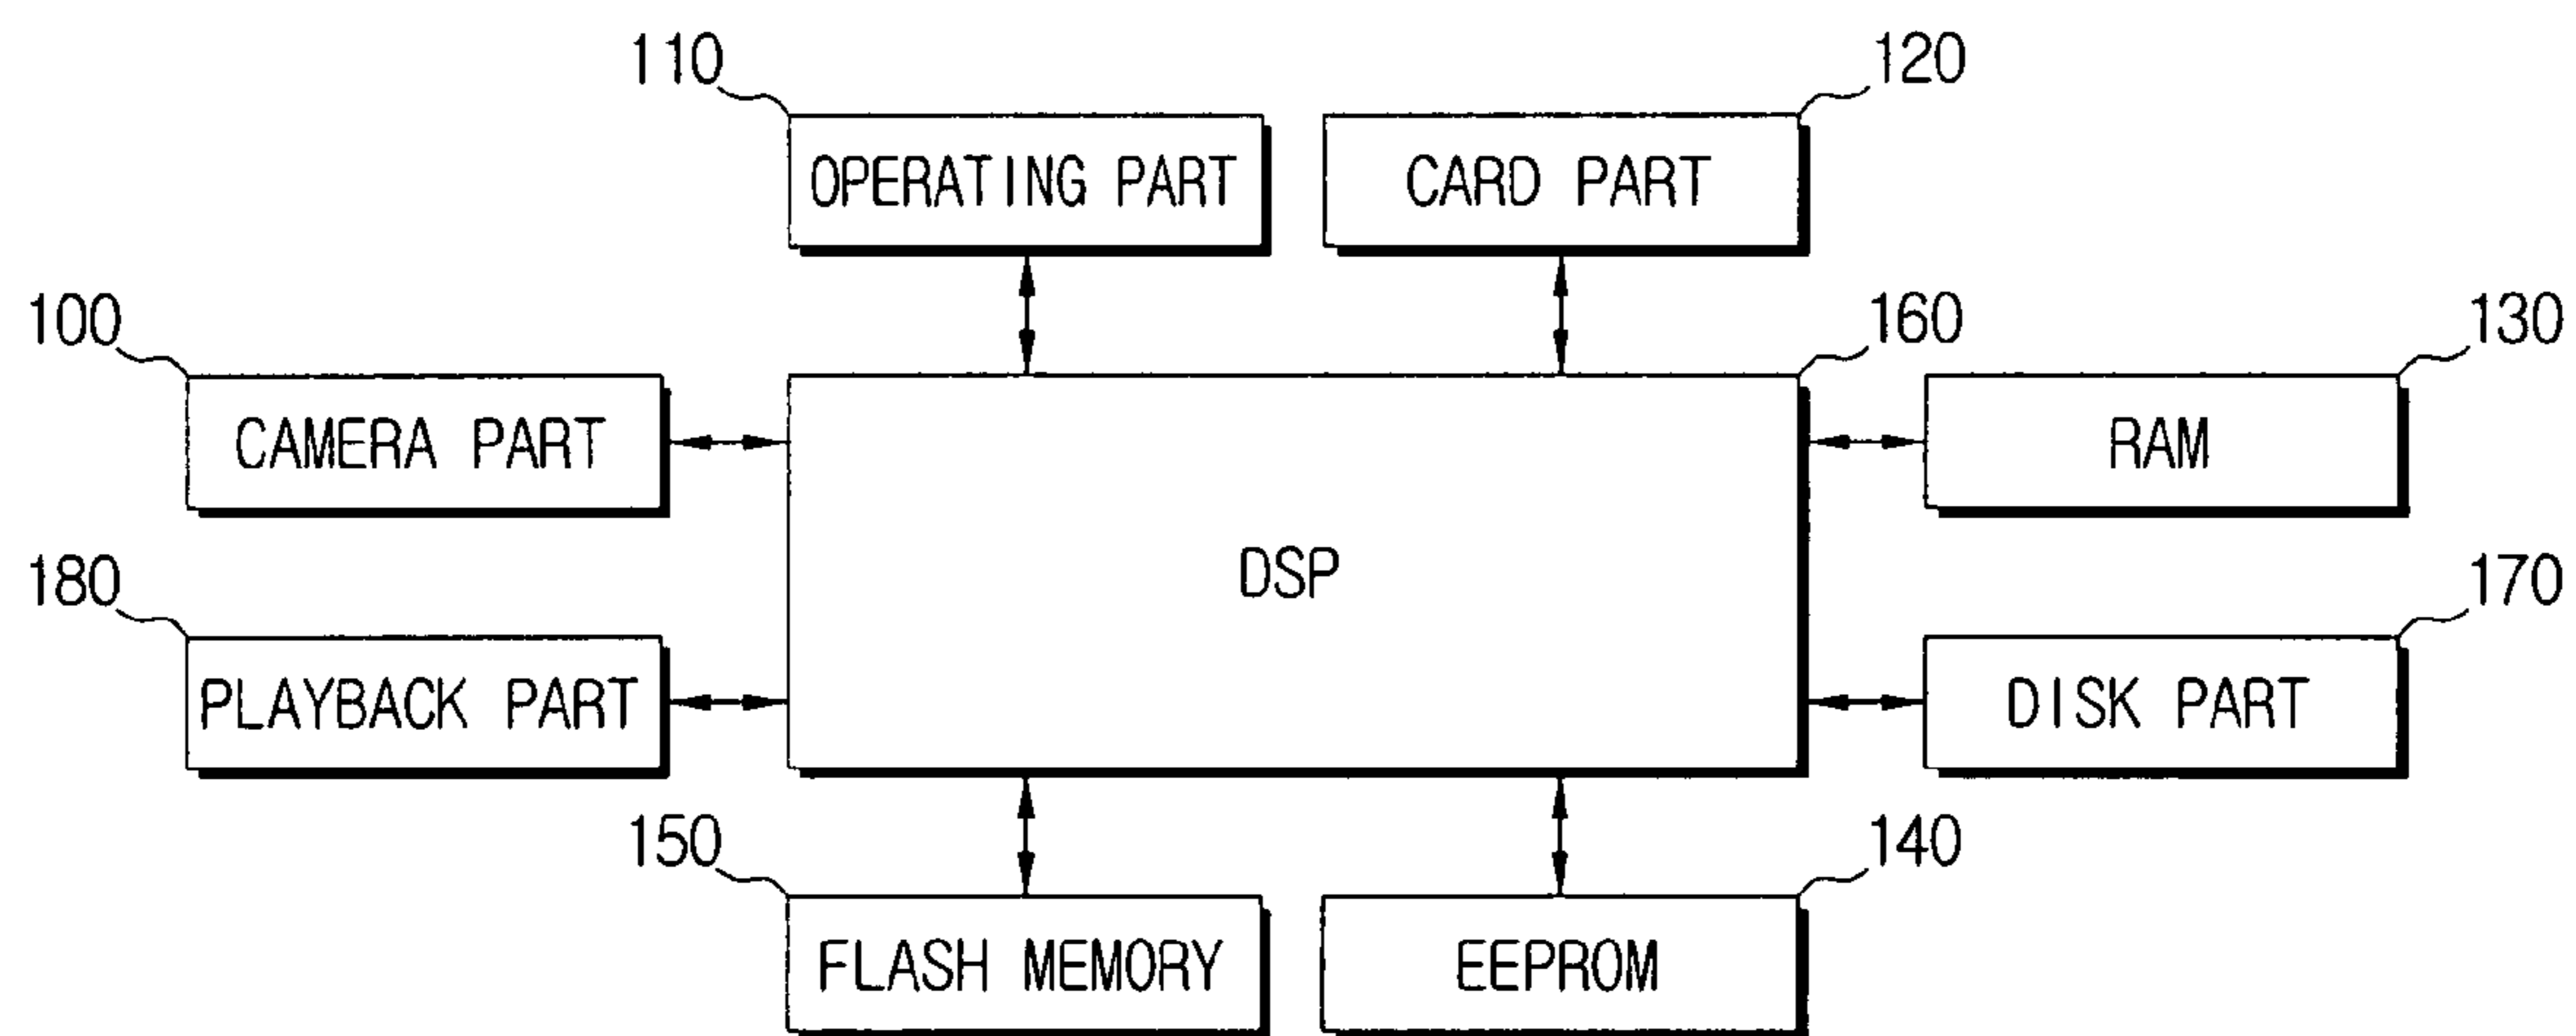 110
120
OPERATING PART
CARD PART
100
160
130
CAMERA PART
RAM
DSP
180
170
PLAYBACK PART
DISK PART
150
140
FLASH MEMORY
EEPROM